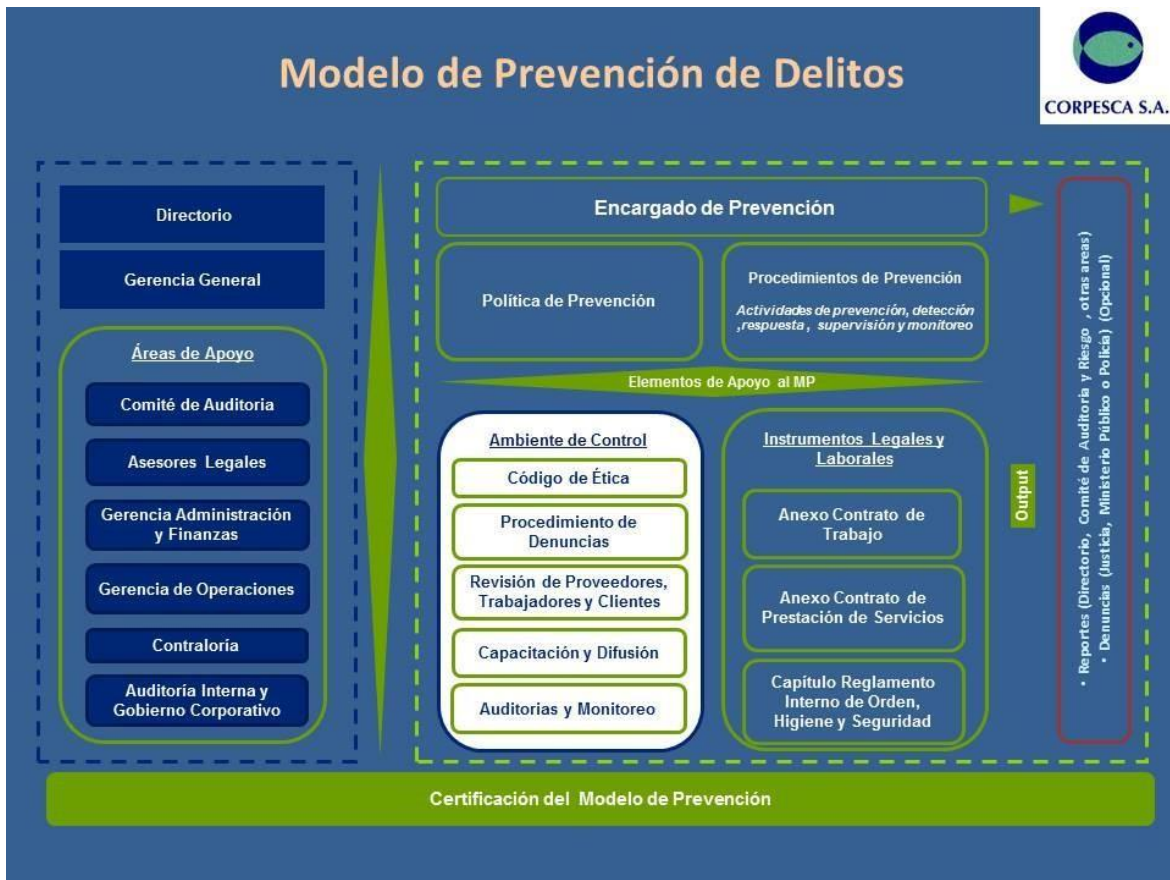 Modelo de Prevención de Delitos
CORPESCA S.A.
Directorio
Gerencia General
Áreas de Apoyo
Comité de Auditoria
Asesores Legales
Gerencia Administración
y Finanzas
Gerencia de Operaciones
Contraloría
Auditoría Interna y
Gobierno Corporativo
Encargado de Prevención
Política de Prevención
Procedimientos de Prevención
Actividades de prevención, detección
,respuesta , supervisión y monitoreo
Elementos de Apoyo al MP
Ambiente de Control
Código de Ética
Procedimiento de
Denuncias
Revisión de Proveedores,
Trabajadores y Clientes
Capacitación y Difusión
Auditorias y Monitoreo
Instrumentos Legales y
Laborales
Anexo Contrato de
Trabajo
Anexo Contrato de
Prestación de Servicios
Capítulo Reglamento
Interno de Orden,
Higiene y Seguridad
Output
• Reportes (Directorio, Comité de Auditoria y Riesgo , otras areas)
• Denuncias (Justicia, Ministerio Público o Policia) (Opcional)
Certificación del Modelo de Prevención